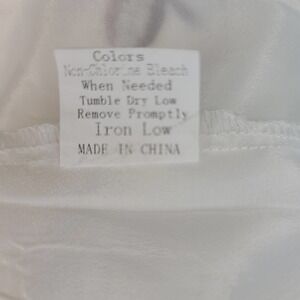 Colors
Non-Chlorine Bleach
When Needed
Tumble Dry Low
Remove Promptly
Iron Low
MADE IN CHINA